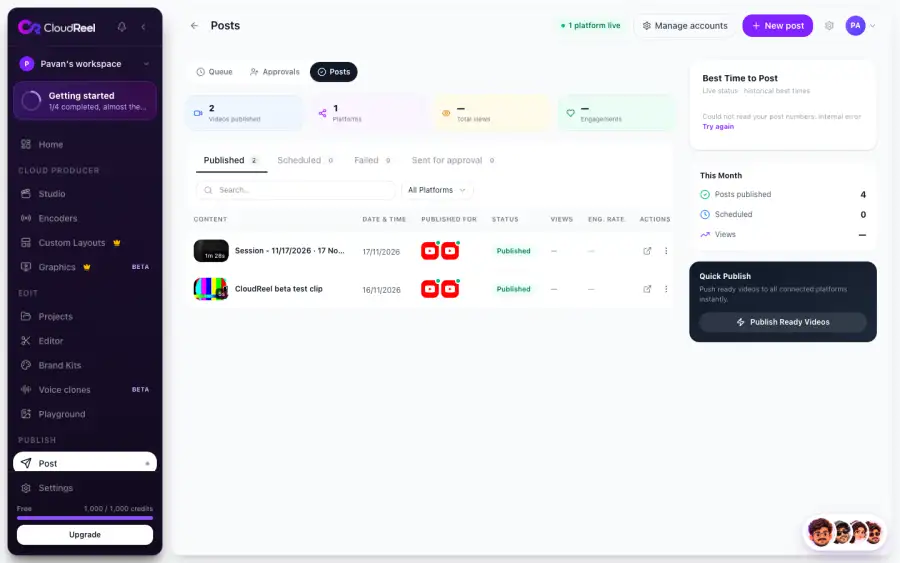 CloudReel
P Pavan's workspace
Getting started
1/4 completed, almost the...
Home
CLOUD PRODUCER
Studio
Encoders
Custom Layouts
Graphics BETA
EDIT
Projects
Editor
Brand Kits
Voice clones BETA
Playground
PUBLISH
Post
Settings
Free 1,000 / 1,000 credits
Upgrade
Posts
1 platform live
Manage accounts
New post
PA
Queue
Approvals
Posts
2
Videos published
1
Platforms
—
Total views
—
Engagements
Published 2
Scheduled 0
Failed 0
Sent for approval 0
Search...
All Platforms
CONTENT DATE & TIME PUBLISHED FOR STATUS VIEWS ENG. RATE ACTIONS
1m 28s Session - 11/17/2026 · 17 No... 17/11/2026 Published — —
6s CloudReel beta test clip 16/11/2026 Published — —
Best Time to Post
Live status · historical best times
Could not read your post numbers: internal error
Try again
This Month
Posts published 4
Scheduled 0
Views —
Quick Publish
Push ready videos to all connected platforms
instantly.
Publish Ready Videos